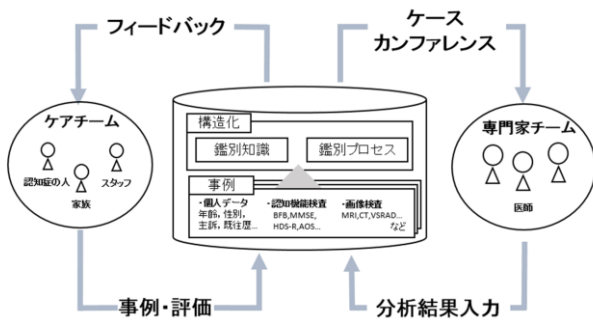 フィードバック
ケース
カンファレンス
構造化
鑑別知識
鑑別プロセス
ケアチーム
認知症の人
家族
スタッフ
専門家チーム
医師
事例
・個人データ
年齢,性別,
主訴,既往歴…
・認知機能検査
BFB,MMSE,
HDS-R,AOS…
・画像検査
MRI,CT,VSRAD…
など
事例・評価
分析結果入力